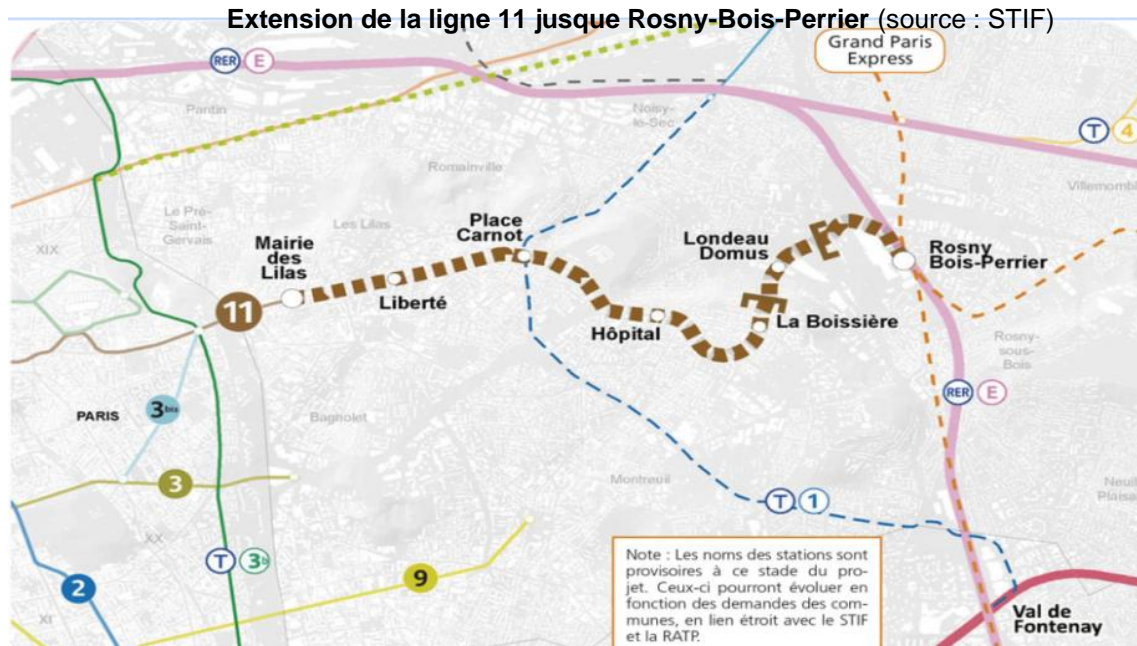 Extension de la ligne 11 jusque Rosny-Bois-Perrier (source : STIF)
Grand Paris
Express
RER E
Pantin
Noisy-
le-Sec
T 4
Romainville
Villemomble
Le Pré-
Saint-
Gervais
Les Lilas
Place
Carnot
XIX
Mairie
des
Lilas
Londeau
Domus
Rosny
Bois-Perrier
11
Liberté
Hôpital
La Boissière
Rosny-
sous-
Bois
PARIS
3bis
Bagnolet
RER E
3
Montreuil
Neuil
Plaisa
T 1
XX
T 3b
9
2
XI
Note : Les noms des stations sont
provisoires à ce stade du pro-
jet. Ceux-ci pourront évoluer en
fonction des demandes des com-
munes, en lien étroit avec le STIF
et la RATP.
Val de
Fontenay